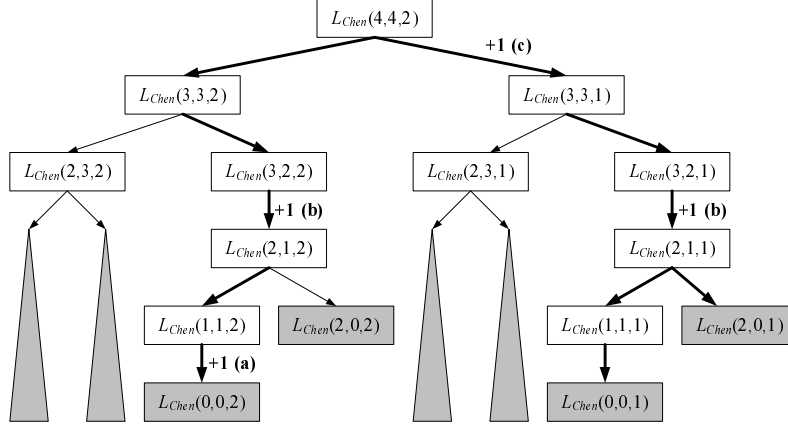 L_Chen(4,4,2)
+1 (c)
L_Chen(3,3,2)
L_Chen(3,3,1)
L_Chen(2,3,2)
L_Chen(3,2,2)
L_Chen(2,3,1)
L_Chen(3,2,1)
+1 (b)
+1 (b)
L_Chen(2,1,2)
L_Chen(2,1,1)
L_Chen(1,1,2)
L_Chen(2,0,2)
L_Chen(1,1,1)
L_Chen(2,0,1)
+1 (a)
L_Chen(0,0,2)
L_Chen(0,0,1)